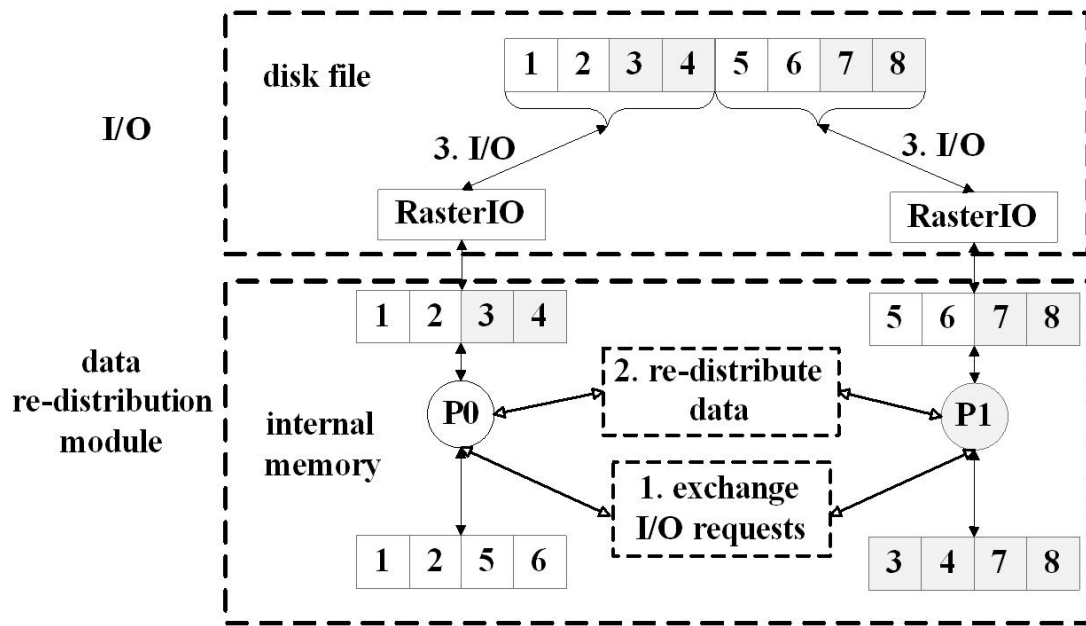 1 2 3 4 5 6 7 8
disk file
I/O
3. I/O
3. I/O
RasterIO
RasterIO
1 2 3 4
5 6 7 8
data
re-distribution
module
2. re-distribute
data
P0
P1
internal
memory
1. exchange
I/O requests
1 2 5 6
3 4 7 8